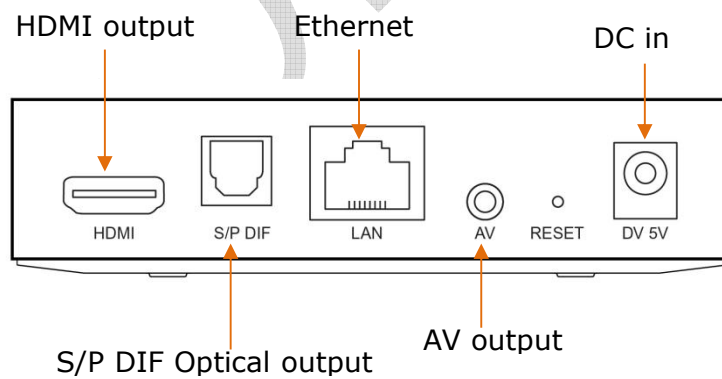 HDMI output
Ethernet
DC in
HDMI
S/P DIF
LAN
AV
RESET
DV 5V
AV output
S/P DIF Optical output